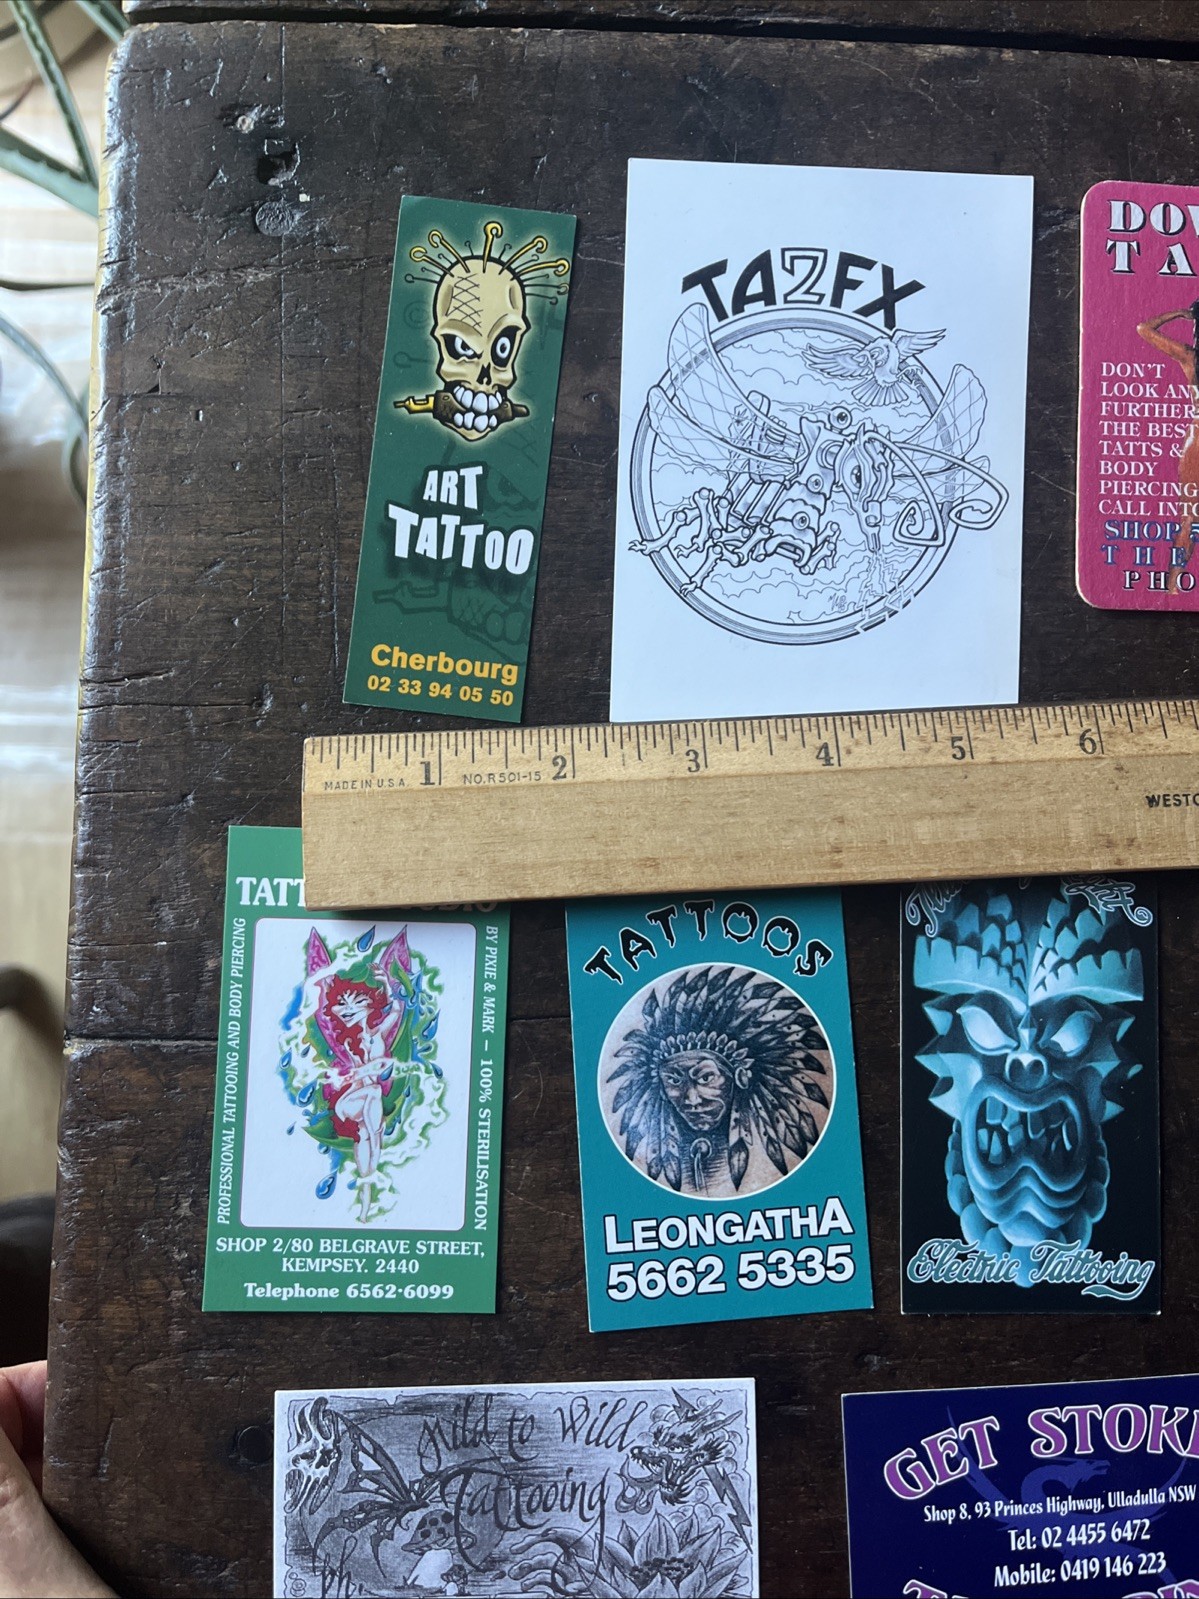 ART
TATTOO
Cherbourg
02 33 94 05 50
TA2FX
DON'T
LOOK ANY
FURTHER
THE BEST
TATTS &
BODY
PIERCING
CALL INTO
SHOP 5
THE
PHO
MADE IN U.S.A.
1
NO. R501-15
2
3
4
5
6
WESTC
TATT
PROFESSIONAL TATTOOING AND BODY PIERCING
BY PIXIE & MARK – 100% STERILISATION
SHOP 2/80 BELGRAVE STREET,
KEMPSEY. 2440
Telephone 6562·6099
TATTOOS
LEONGATHA
5662 5335
Electric Tattooing
Mild to Wild
Tattooing
ph.
GET STOK
Shop 8, 93 Princes Highway, Ulladulla NSW
Tel: 02 4455 6472
Mobile: 0419 146 223